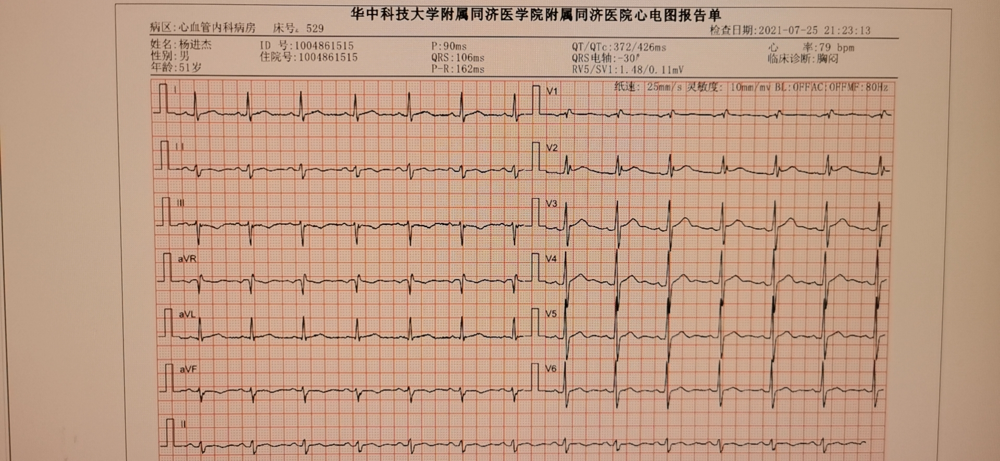 华中科技大学附属同济医学院附属同济医院心电图报告单
病区:心血管内科病房 床号: 529 检查日期:2021-07-25 21:23:13
姓名:杨进杰 ID 号:1004861515 P:90ms QT/QTc:372/426ms 心 率:79 bpm
性别:男 住院号:1004861515 QRS:106ms QRS电轴:-30° 临床诊断:胸闷
年龄:51岁 P-R:162ms RV5/SV1:1.48/0.11mV
纸速: 25mm/s 灵敏度: 10mm/mv BL:OFF AC:OFF MF:80Hz
I V1
II V2
III V3
aVR V4
aVL V5
aVF V6
II